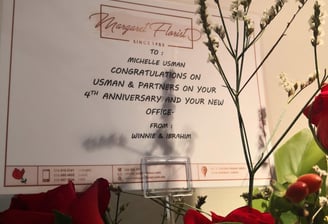 Margaret Florist
SINCE 1980
TO :
MICHELLE USMAN
CONGRATULATIONS ON
USMAN & PARTNERS ON YOUR
4TH ANNIVERSARY AND YOUR NEW
OFFICE-
FROM :
WINNIE & IBRAHIM